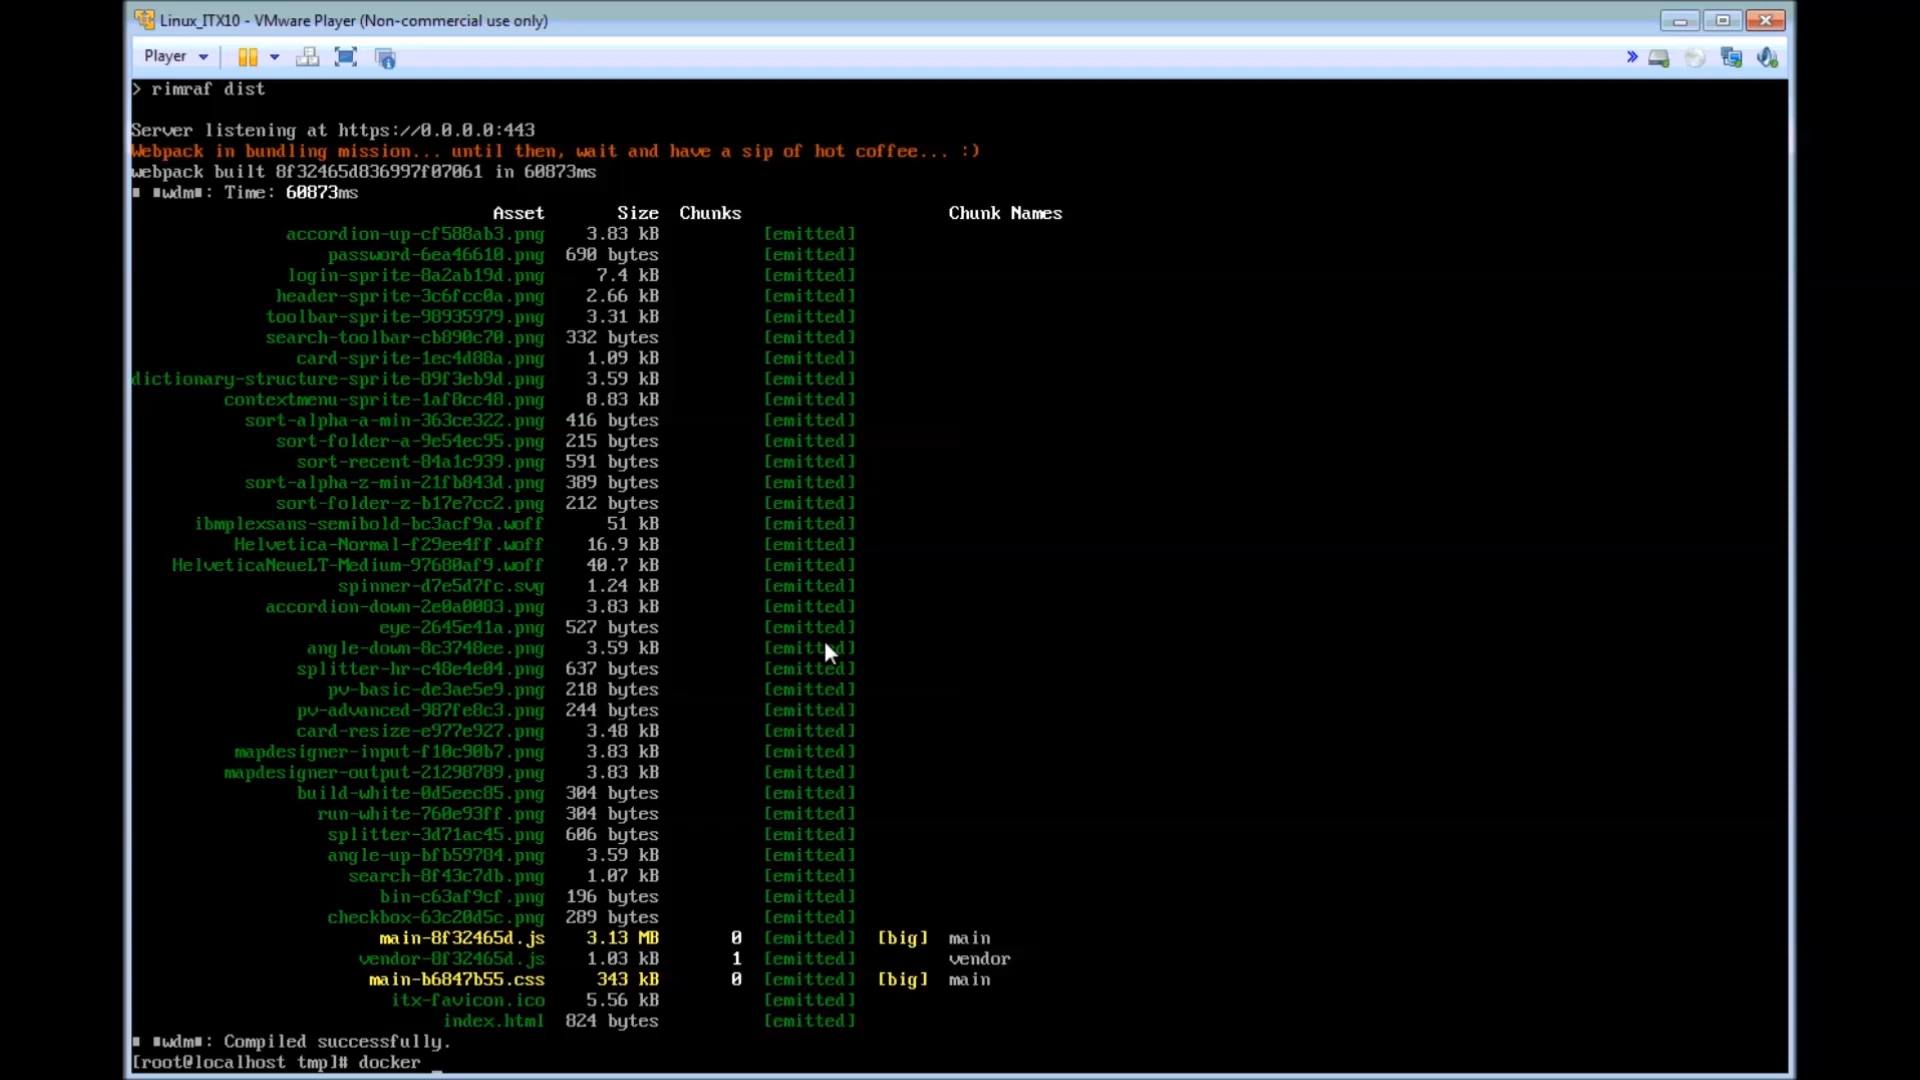 Linux_ITX10 - VMware Player (Non-commercial use only)
Player
> rimraf dist
Server listening at https://0.0.0.0:443
Webpack in bundling mission... until then, wait and have a sip of hot coffee... :)
webpack built 8f32465d836997f07061 in 60873ms
wdm: Time: 60873ms
Asset Size Chunks Chunk Names
accordion-up-cf588ab3.png 3.83 kB [emitted]
password-6ea46610.png 690 bytes [emitted]
login-sprite-8a2ab19d.png 7.4 kB [emitted]
header-sprite-3c6fcc0a.png 2.66 kB [emitted]
toolbar-sprite-98935979.png 3.31 kB [emitted]
search-toolbar-cb890c70.png 332 bytes [emitted]
card-sprite-1ec4d88a.png 1.09 kB [emitted]
dictionary-structure-sprite-89f3eb9d.png 3.59 kB [emitted]
contextmenu-sprite-1af8cc48.png 8.83 kB [emitted]
sort-alpha-a-min-363ce322.png 416 bytes [emitted]
sort-folder-a-9e54ec95.png 215 bytes [emitted]
sort-recent-84a1c939.png 591 bytes [emitted]
sort-alpha-z-min-21fb843d.png 389 bytes [emitted]
sort-folder-z-b17e7cc2.png 212 bytes [emitted]
ibmplexsans-semibold-bc3acf9a.woff 51 kB [emitted]
Helvetica-Normal-f29ee4ff.woff 16.9 kB [emitted]
HelveticaNeueLT-Medium-97680af9.woff 40.7 kB [emitted]
spinner-d7e5d7fc.svg 1.24 kB [emitted]
accordion-down-2e0a0083.png 3.83 kB [emitted]
eye-2645e41a.png 527 bytes [emitted]
angle-down-8c3748ee.png 3.59 kB [emitted]
splitter-hr-c48e4e04.png 637 bytes [emitted]
pv-basic-de3ae5e9.png 218 bytes [emitted]
pv-advanced-987fe8c3.png 244 bytes [emitted]
card-resize-e977e927.png 3.48 kB [emitted]
mapdesigner-input-f10c90b7.png 3.83 kB [emitted]
mapdesigner-output-21298789.png 3.83 kB [emitted]
build-white-0d5eec85.png 304 bytes [emitted]
run-white-760e93ff.png 304 bytes [emitted]
splitter-3d71ac45.png 606 bytes [emitted]
angle-up-bfb59784.png 3.59 kB [emitted]
search-8f43c7db.png 1.07 kB [emitted]
bin-c63af9cf.png 196 bytes [emitted]
checkbox-63c20d5c.png 289 bytes [emitted]
main-8f32465d.js 3.13 MB 0 [emitted] [big] main
vendor-8f32465d.js 1.03 kB 1 [emitted] vendor
main-b6847b55.css 343 kB 0 [emitted] [big] main
itx-favicon.ico 5.56 kB [emitted]
index.html 824 bytes [emitted]
wdm: Compiled successfully.
[root@localhost tmp]# docker _